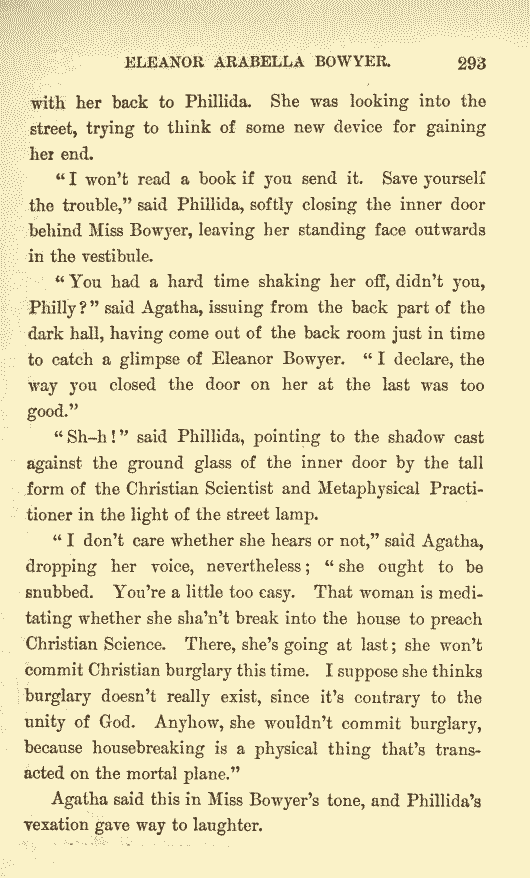 ELEANOR ARABELLA BOWYER. 293
with her back to Phillida. She was looking into the
street, trying to think of some new device for gaining
her end.
“I won’t read a book if you send it. Save yourself
the trouble,” said Phillida, softly closing the inner door
behind Miss Bowyer, leaving her standing face outwards
in the vestibule.
“You had a hard time shaking her off, didn’t you,
Philly?” said Agatha, issuing from the back part of the
dark hall, having come out of the back room just in time
to catch a glimpse of Eleanor Bowyer. “I declare, the
way you closed the door on her at the last was too
good.”
“Sh–h!” said Phillida, pointing to the shadow cast
against the ground glass of the inner door by the tall
form of the Christian Scientist and Metaphysical Practi-
tioner in the light of the street lamp.
“I don’t care whether she hears or not,” said Agatha,
dropping her voice, nevertheless; “she ought to be
snubbed. You’re a little too easy. That woman is medi-
tating whether she sha’n’t break into the house to preach
Christian Science. There, she’s going at last; she won’t
commit Christian burglary this time. I suppose she thinks
burglary doesn’t really exist, since it’s contrary to the
unity of God. Anyhow, she wouldn’t commit burglary,
because housebreaking is a physical thing that’s trans-
acted on the mortal plane.”
Agatha said this in Miss Bowyer’s tone, and Phillida’s
vexation gave way to laughter.